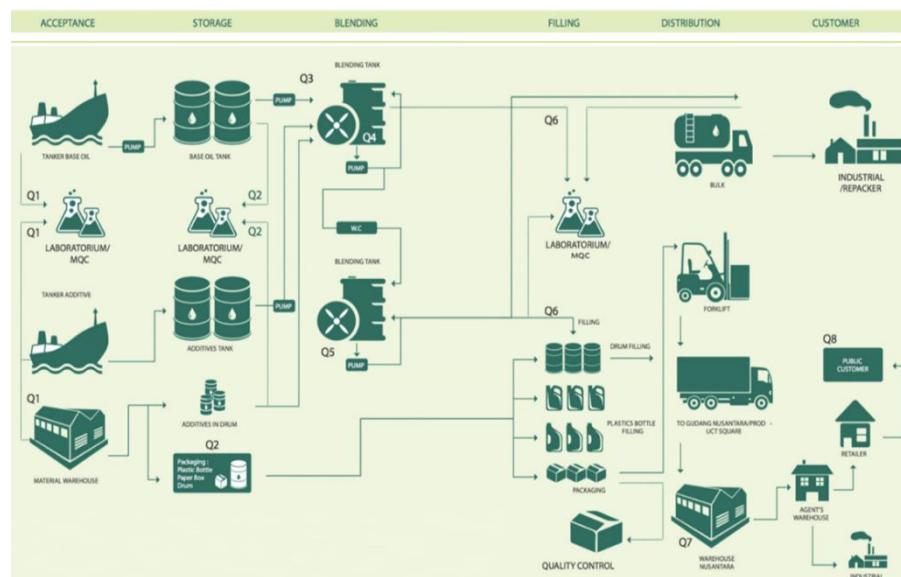 ACCEPTANCE
STORAGE
BLENDING
FILLING
DISTRIBUTION
CUSTOMER
TANKER BASE OIL
PUMP
BASE OIL TANK
PUMP
Q3
BLENDING TANK
Q4
PUMP
Q6
BULK
INDUSTRIAL
/REPACKER
Q1
Q1
LABORATORIUM/
MQC
Q2
Q2
LABORATORIUM/
MQC
W.C
LABORATORIUM/
MQC
TANKER ADDITIVE
ADDITIVES TANK
PUMP
BLENDING TANK
Q5
PUMP
Q6
FILLING
DRUM FILLING
FORKLIFT
Q8
PUBLIC
CUSTOMER
Q1
MATERIAL WAREHOUSE
ADDITIVES IN DRUM
Q2
Packaging :
Plastic Bottle
Paper Box
Drum
PLASTICS BOTTLE
FILLING
PACKAGING
QUALITY CONTROL
TO GUDANG NUSANTARA/PROD -
UCT SQUARE
RETAILER
Q7
WAREHOUSE
NUSANTARA
AGENT'S
WAREHOUSE
INDUSTRIAL